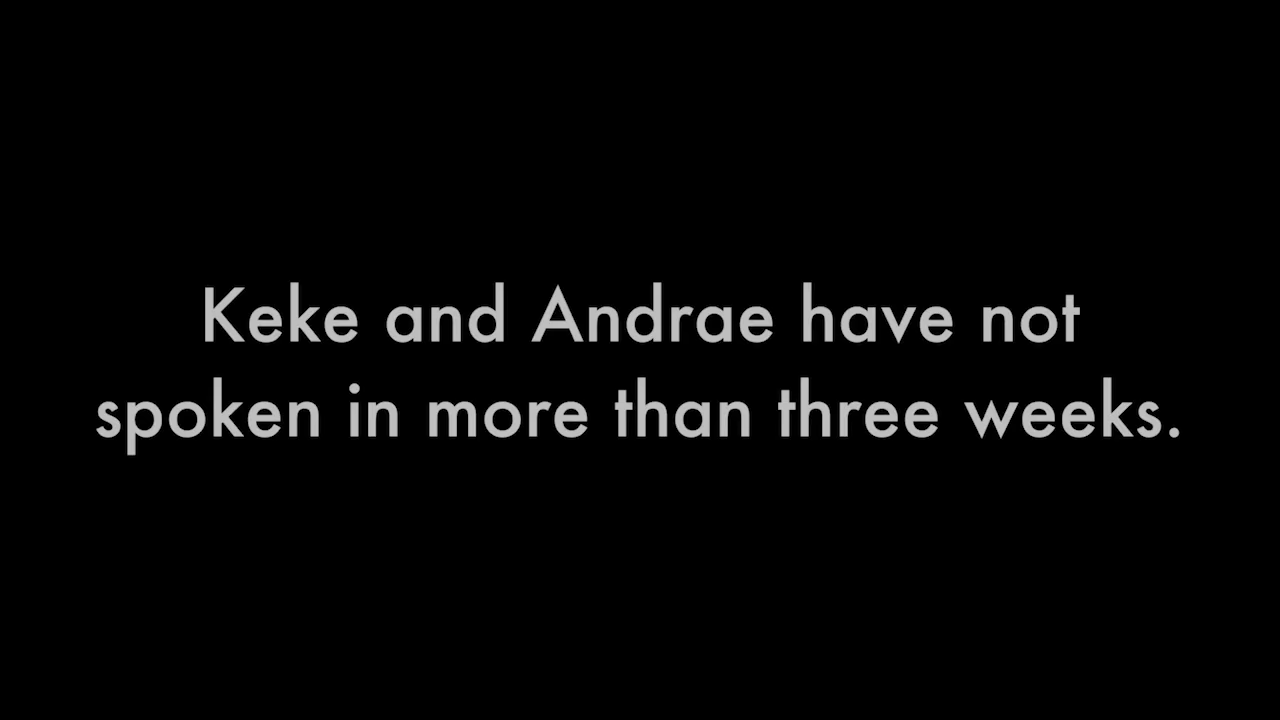 Keke and Andrae have not
spoken in more than three weeks.